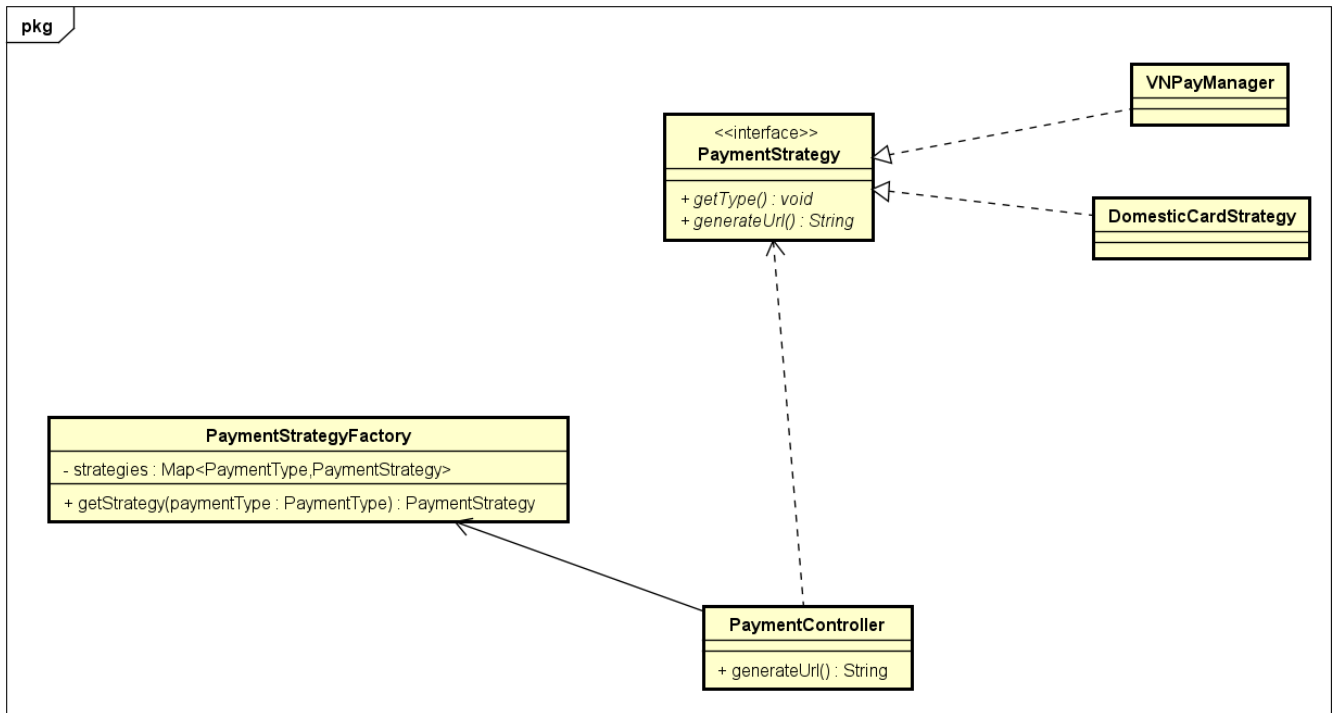 pkg
VNPayManager
<<interface>>
PaymentStrategy
+ getType() : void
+ generateUrl() : String
DomesticCardStrategy
PaymentStrategyFactory
- strategies : Map<PaymentType,PaymentStrategy>
+ getStrategy(paymentType : PaymentType) : PaymentStrategy
PaymentController
+ generateUrl() : String